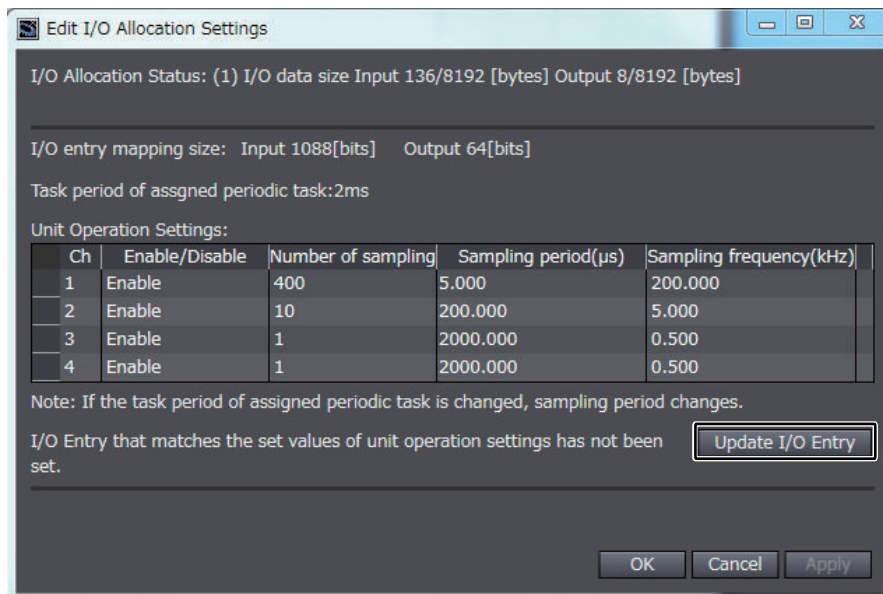 Edit I/O Allocation Settings
I/O Allocation Status: (1) I/O data size Input 136/8192 [bytes] Output 8/8192 [bytes]
I/O entry mapping size: Input 1088[bits] Output 64[bits]
Task period of assgned periodic task:2ms
Unit Operation Settings:
Ch Enable/Disable Number of sampling Sampling period(µs) Sampling frequency(kHz)
1 Enable 400 5.000 200.000
2 Enable 10 200.000 5.000
3 Enable 1 2000.000 0.500
4 Enable 1 2000.000 0.500
Note: If the task period of assigned periodic task is changed, sampling period changes.
I/O Entry that matches the set values of unit operation settings has not been
set.
Update I/O Entry
OK Cancel Apply